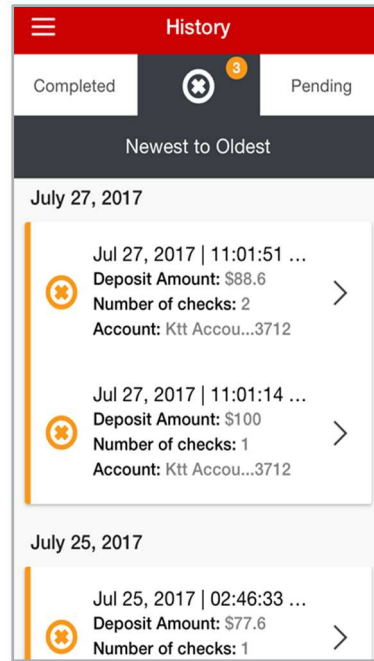 History
Completed
3
Pending
Newest to Oldest
July 27, 2017
Jul 27, 2017 | 11:01:51 ...
Deposit Amount: $88.6
Number of checks: 2
Account: Ktt Accou...3712
Jul 27, 2017 | 11:01:14 ...
Deposit Amount: $100
Number of checks: 1
Account: Ktt Accou...3712
July 25, 2017
Jul 25, 2017 | 02:46:33 ...
Deposit Amount: $77.6
Number of checks: 1